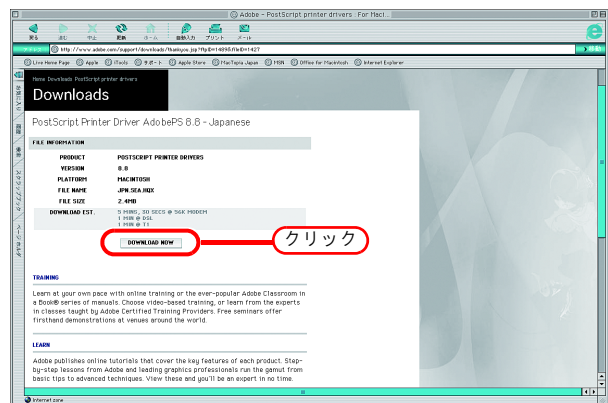 Adobe - PostScript printer drivers : For Maci...
戻る 進む 中止 更新 ホーム 自動入力 プリント メール
アドレス http://www.adobe.com/support/downloads/thankyou.jsp?ftpID=1489&fileID=1427 移動
Live Home Page Apple iTools サポート Apple Store MacTopia Japan MSN Office for Macintosh Internet Explorer
お気に入り
履歴
検索
スクラップブック
ページホルダ
Home Downloads PostScript printer drivers
Downloads
PostScript Printer Driver AdobePS 8.8 - Japanese
FILE INFORMATION
PRODUCT POSTSCRIPT PRINTER DRIVERS
VERSION 8.8
PLATFORM MACINTOSH
FILE NAME JPN.SEA.HQX
FILE SIZE 2.4MB
DOWNLOAD EST. 5 MINS, 30 SECS @ 56K MODEM
1 MIN @ DSL
1 MIN @ T1
DOWNLOAD NOW
クリック
TRAINING
Learn at your own pace with online training or the ever-popular Adobe Classroom in
a Book® series of manuals. Choose video-based training, or learn from the experts
in classes taught by Adobe Certified Training Providers. Free seminars offer
firsthand demonstrations at venues around the world.
LEARN
Adobe publishes online tutorials that cover the key features of each product. Step-
by-step lessons from Adobe and leading graphics professionals run the gamut from
basic tips to advanced techniques. View these and you'll be an expert in no time.
Internet zone